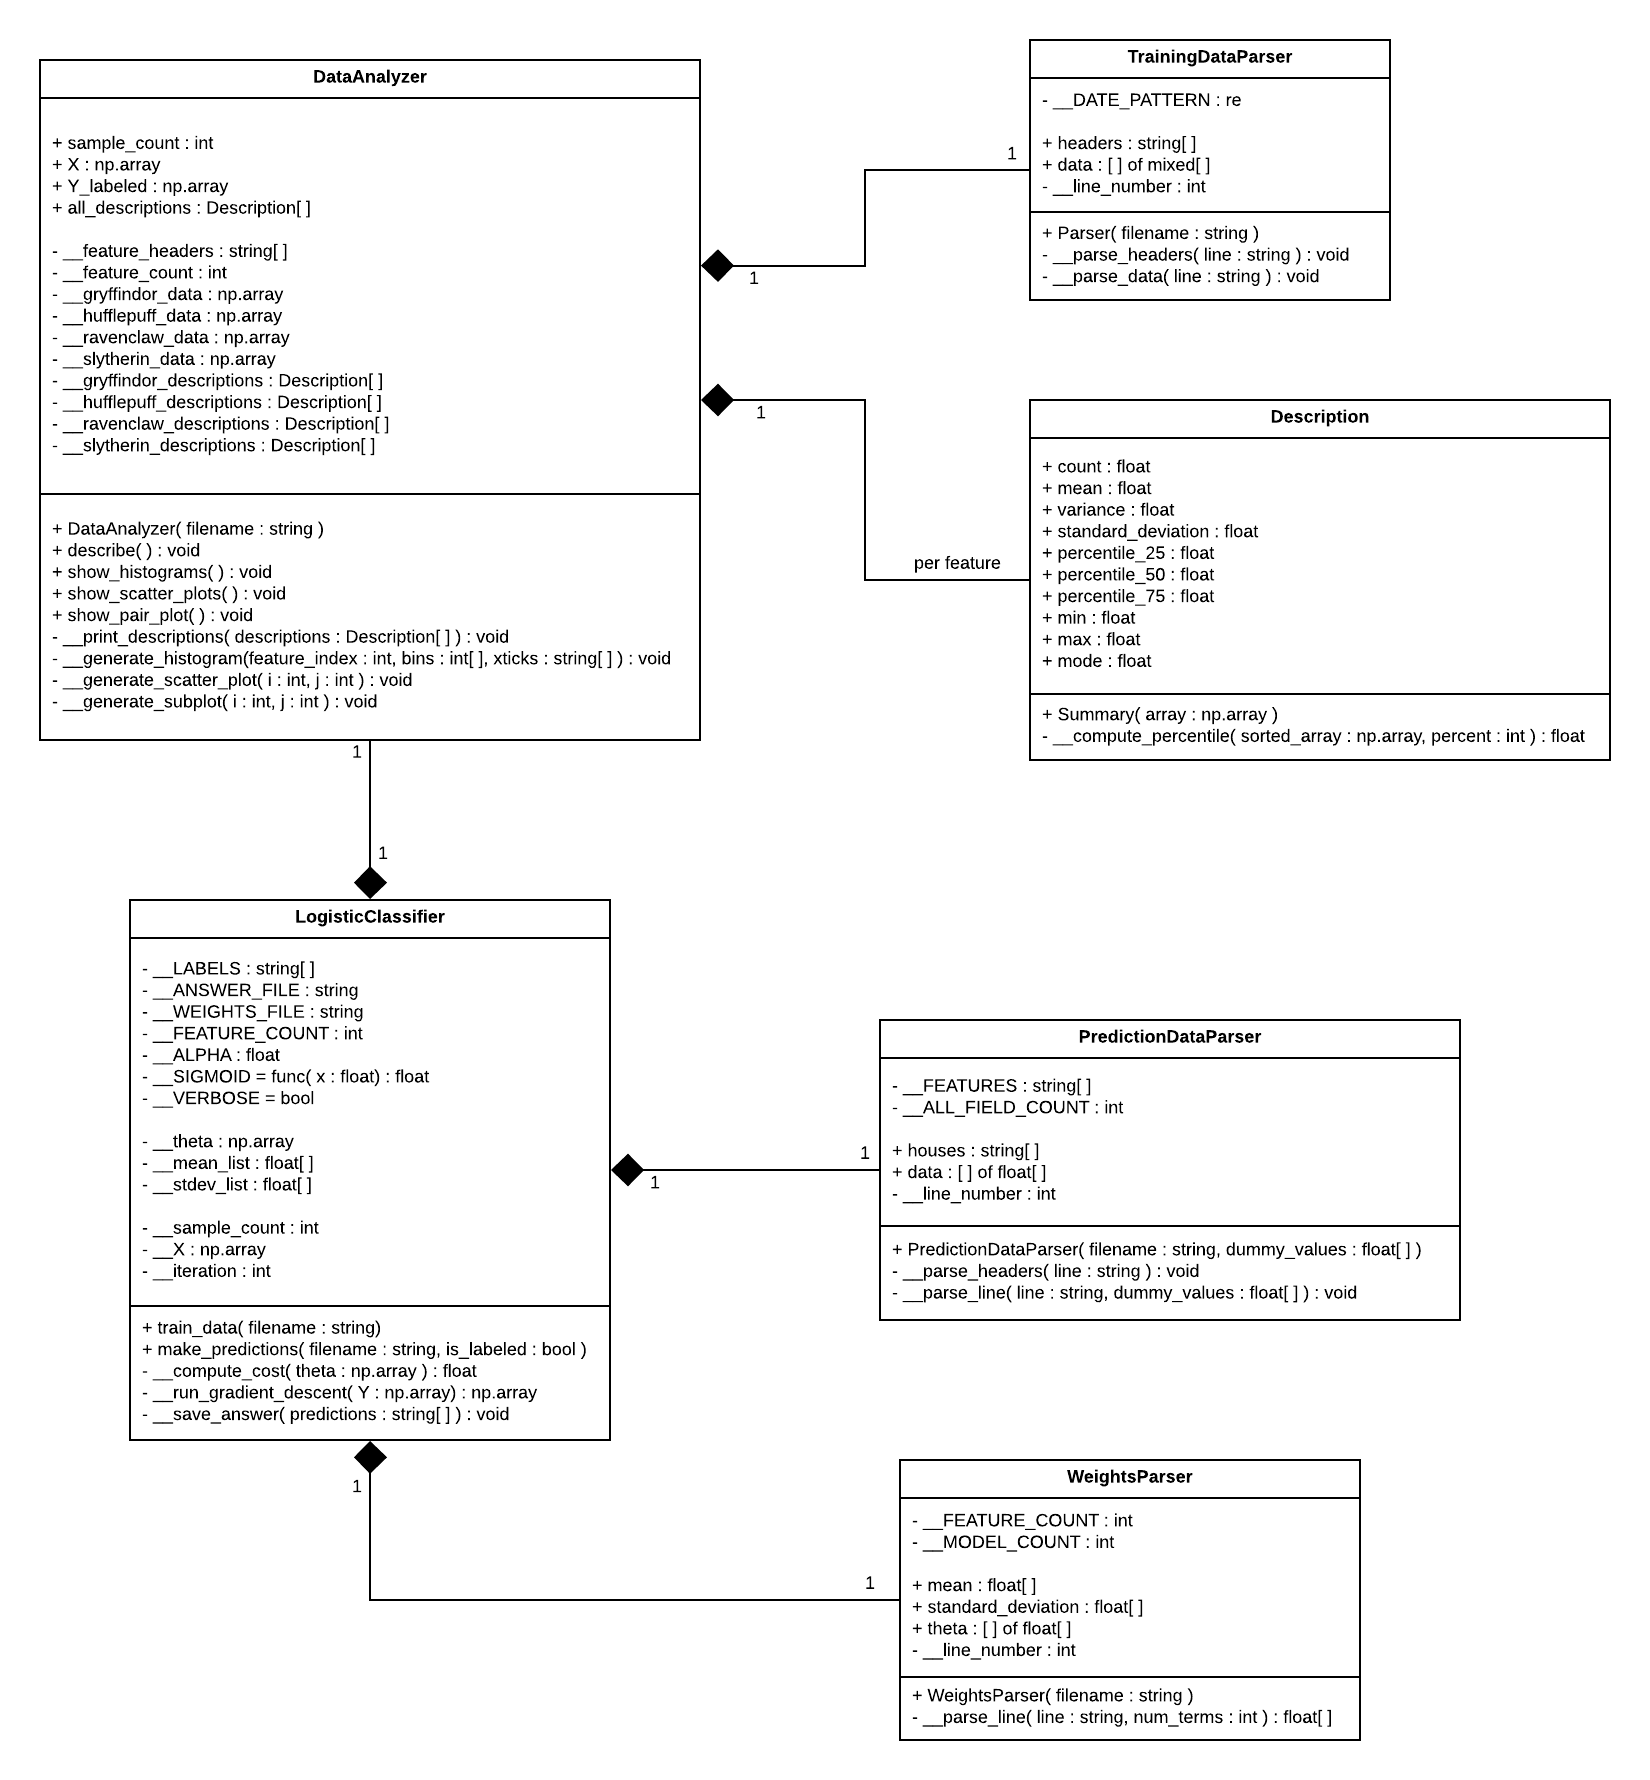 DataAnalyzer
+ sample_count : int
+ X : np.array
+ Y_labeled : np.array
+ all_descriptions : Description[ ]
- __feature_headers : string[ ]
- __feature_count : int
- __gryffindor_data : np.array
- __hufflepuff_data : np.array
- __ravenclaw_data : np.array
- __slytherin_data : np.array
- __gryffindor_descriptions : Description[ ]
- __hufflepuff_descriptions : Description[ ]
- __ravenclaw_descriptions : Description[ ]
- __slytherin_descriptions : Description[ ]
+ DataAnalyzer( filename : string )
+ describe( ) : void
+ show_histograms( ) : void
+ show_scatter_plots( ) : void
+ show_pair_plot( ) : void
- __print_descriptions( descriptions : Description[ ] ) : void
- __generate_histogram(feature_index : int, bins : int[ ], xticks : string[ ] ) : void
- __generate_scatter_plot( i : int, j : int ) : void
- __generate_subplot( i : int, j : int ) : void
1
1
TrainingDataParser
- __DATE_PATTERN : re
+ headers : string[ ]
+ data : [ ] of mixed[ ]
- __line_number : int
+ Parser( filename : string )
- __parse_headers( line : string ) : void
- __parse_data( line : string ) : void
1
per feature
Description
+ count : float
+ mean : float
+ variance : float
+ standard_deviation : float
+ percentile_25 : float
+ percentile_50 : float
+ percentile_75 : float
+ min : float
+ max : float
+ mode : float
+ Summary( array : np.array )
- __compute_percentile( sorted_array : np.array, percent : int ) : float
1
1
LogisticClassifier
- __LABELS : string[ ]
- __ANSWER_FILE : string
- __WEIGHTS_FILE : string
- __FEATURE_COUNT : int
- __ALPHA : float
- __SIGMOID = func( x : float) : float
- __VERBOSE = bool
- __theta : np.array
- __mean_list : float[ ]
- __stdev_list : float[ ]
- __sample_count : int
- __X : np.array
- __iteration : int
+ train_data( filename : string)
+ make_predictions( filename : string, is_labeled : bool )
- __compute_cost( theta : np.array ) : float
- __run_gradient_descent( Y : np.array) : np.array
- __save_answer( predictions : string[ ] ) : void
1
1
PredictionDataParser
- __FEATURES : string[ ]
- __ALL_FIELD_COUNT : int
+ houses : string[ ]
+ data : [ ] of float[ ]
- __line_number : int
+ PredictionDataParser( filename : string, dummy_values : float[ ] )
- __parse_headers( line : string ) : void
- __parse_line( line : string, dummy_values : float[ ] ) : void
1
1
WeightsParser
- __FEATURE_COUNT : int
- __MODEL_COUNT : int
+ mean : float[ ]
+ standard_deviation : float[ ]
+ theta : [ ] of float[ ]
- __line_number : int
+ WeightsParser( filename : string )
- __parse_line( line : string, num_terms : int ) : float[ ]